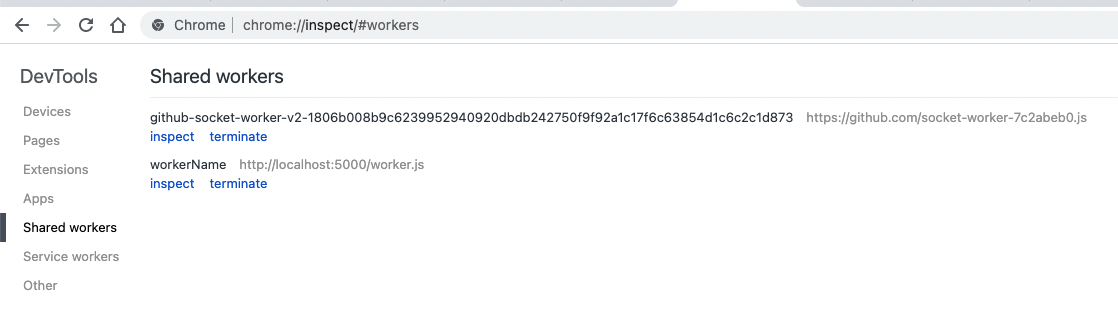 Chrome chrome://inspect/#workers
DevTools
Devices
Pages
Extensions
Apps
Shared workers
Service workers
Other
Shared workers
github-socket-worker-v2-1806b008b9c6239952940920dbdb242750f9f92a1c17f6c63854d1c6c2c1d873 https://github.com/socket-worker-7c2abeb0.js
inspect terminate
workerName http://localhost:5000/worker.js
inspect terminate